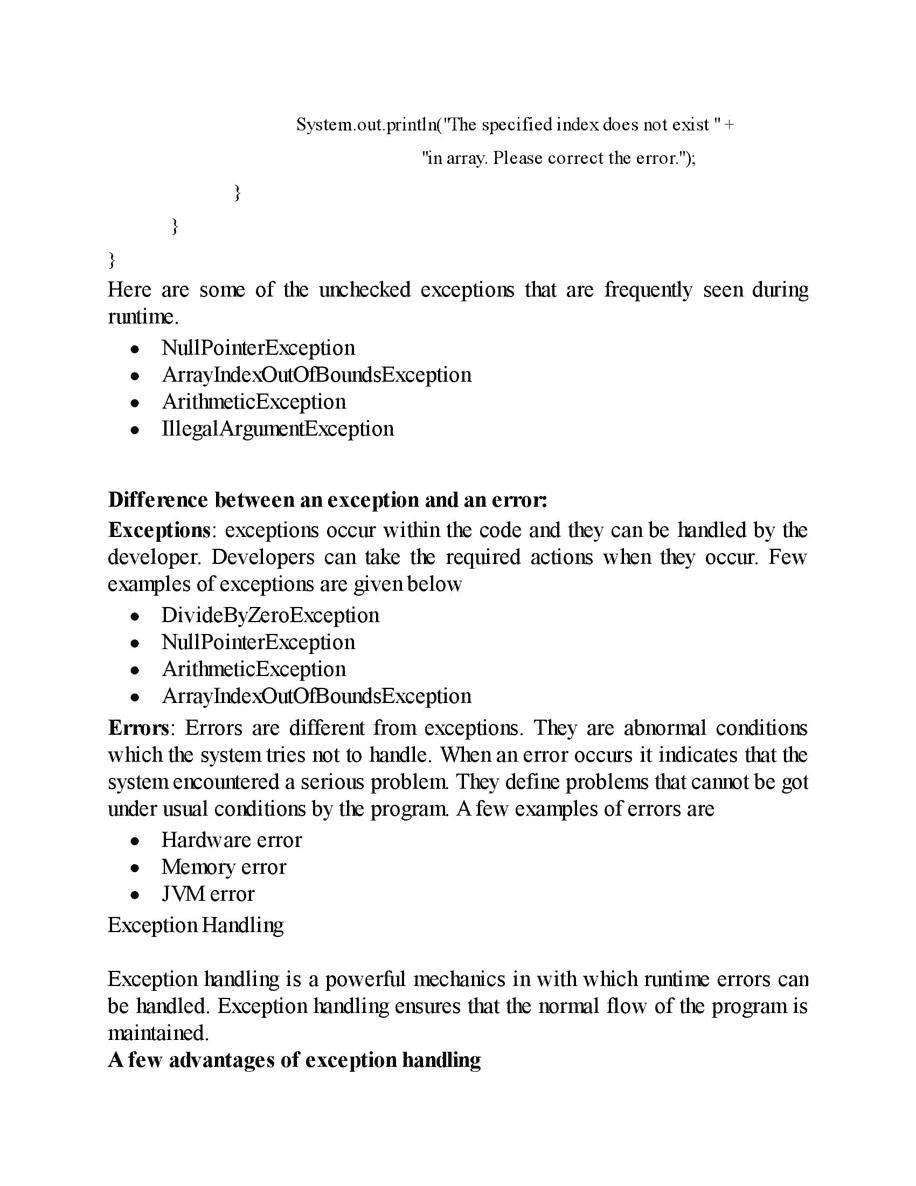 System.out.println("The specified index does not exist " +
"in array. Please correct the error.");
}
}
}
Here are some of the unchecked exceptions that are frequently seen during
runtime.
• NullPointerException
• ArrayIndexOutOfBoundsException
• ArithmeticException
• IllegalArgumentException
Difference between an exception and an error:
Exceptions: exceptions occur within the code and they can be handled by the
developer. Developers can take the required actions when they occur. Few
examples of exceptions are given below
• DivideByZeroException
• NullPointerException
• ArithmeticException
• ArrayIndexOutOfBoundsException
Errors: Errors are different from exceptions. They are abnormal conditions
which the system tries not to handle. When an error occurs it indicates that the
system encountered a serious problem. They define problems that cannot be got
under usual conditions by the program. A few examples of errors are
• Hardware error
• Memory error
• JVM error
Exception Handling
Exception handling is a powerful mechanics in with which runtime errors can
be handled. Exception handling ensures that the normal flow of the program is
maintained.
A few advantages of exception handling